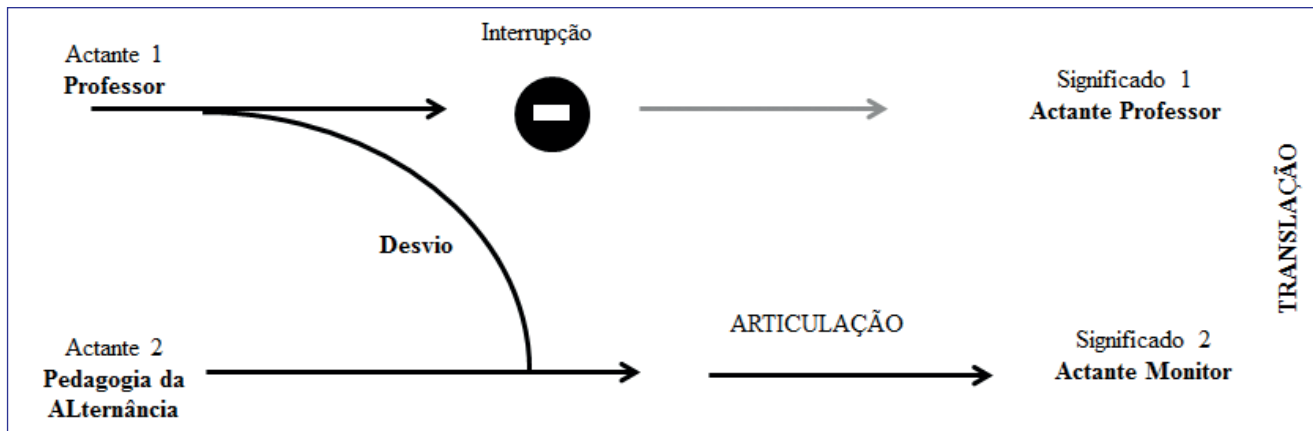 Interrupção
Actante 1
Professor
Significado 1
Actante Professor
Desvio
TRANSLAÇÃO
ARTICULAÇÃO
Actante 2
Pedagogia da
ALternância
Significado 2
Actante Monitor